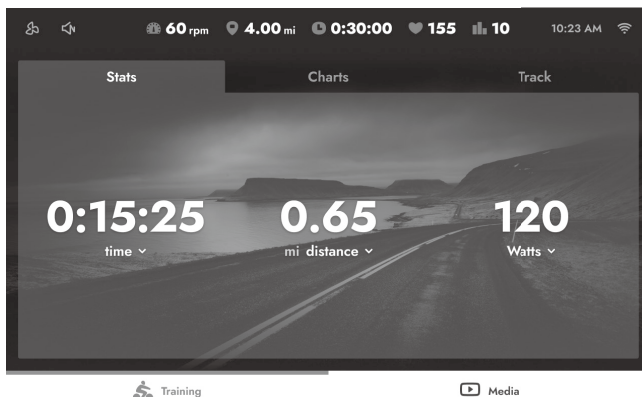 60 rpm 4.00 mi 0:30:00 155 10 10:23 AM
Stats Charts Track
0:15:25 0.65 120
time mi distance Watts
Training Media